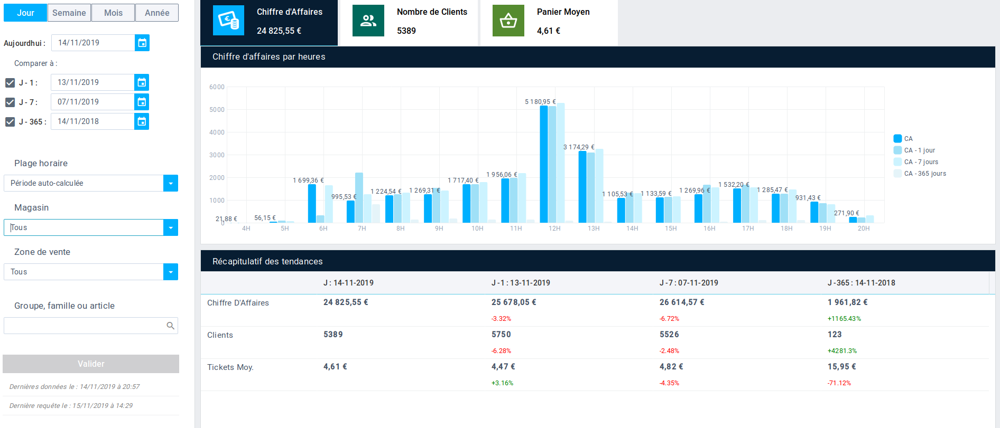 Jour Semaine Mois Année
Aujourdhui : 14/11/2019
Comparer à :
J - 1 : 13/11/2019
J - 7 : 07/11/2019
J - 365 : 14/11/2018
Plage horaire
Période auto-calculée
Magasin
Tous
Zone de vente
Tous
Groupe, famille ou article
Valider
Dernières données le : 14/11/2019 à 20:57
Dernière requête le : 15/11/2019 à 14:29
Chiffre d'Affaires
24 825,55 €
Nombre de Clients
5389
Panier Moyen
4,61 €
Chiffre d'affaires par heures
6000
5000
4000
3000
2000
1000
0
21,88 €
56,15 €
1 699,36 €
995,53 €
1 224,54 €
1 269,31 €
1 717,40 €
1 956,06 €
5 180,95 €
3 174,29 €
1 105,53 €
1 133,59 €
1 269,96 €
1 532,20 €
1 285,47 €
931,43 €
271,90 €
4H 5H 6H 7H 8H 9H 10H 11H 12H 13H 14H 15H 16H 17H 18H 19H 20H
CA
CA - 1 jour
CA - 7 jours
CA - 365 jours
Récapitulatif des tendances
J : 14-11-2019 J -1 : 13-11-2019 J -7 : 07-11-2019 J -365 : 14-11-2018
Chiffre D'Affaires 24 825,55 € 25 678,05 € 26 614,57 € 1 961,82 €
-3.32% -6.72% +1165.43%
Clients 5389 5750 5526 123
-6.28% -2.48% +4281.3%
Tickets Moy. 4,61 € 4,47 € 4,82 € 15,95 €
+3.16% -4.35% -71.12%